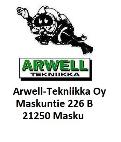 ARWELL
TEKNIIKKA
Arwell-Tekniikka Oy
Maskuntie 226 B
21250 Masku